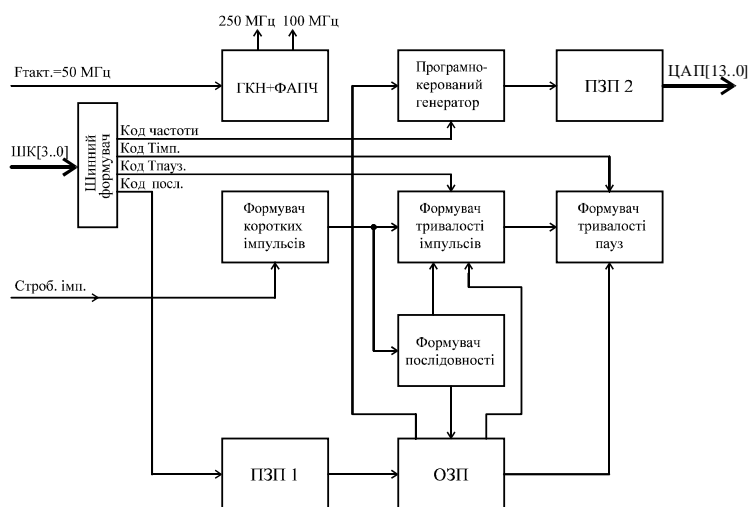 250 МГц
100 МГц
Fтакт.=50 МГц
ГКН+ФАПЧ
Програмно-
керований
генератор
ПЗП 2
ЦАП[13..0]
ШК[3..0]
Шинний
формувач
Код частоти
Код Тімп.
Код Тпауз.
Код посл.
Формувач
коротких
імпульсів
Формувач
тривалості
імпульсів
Формувач
тривалості
пауз
Строб. імп.
Формувач
послідовності
ПЗП 1
ОЗП